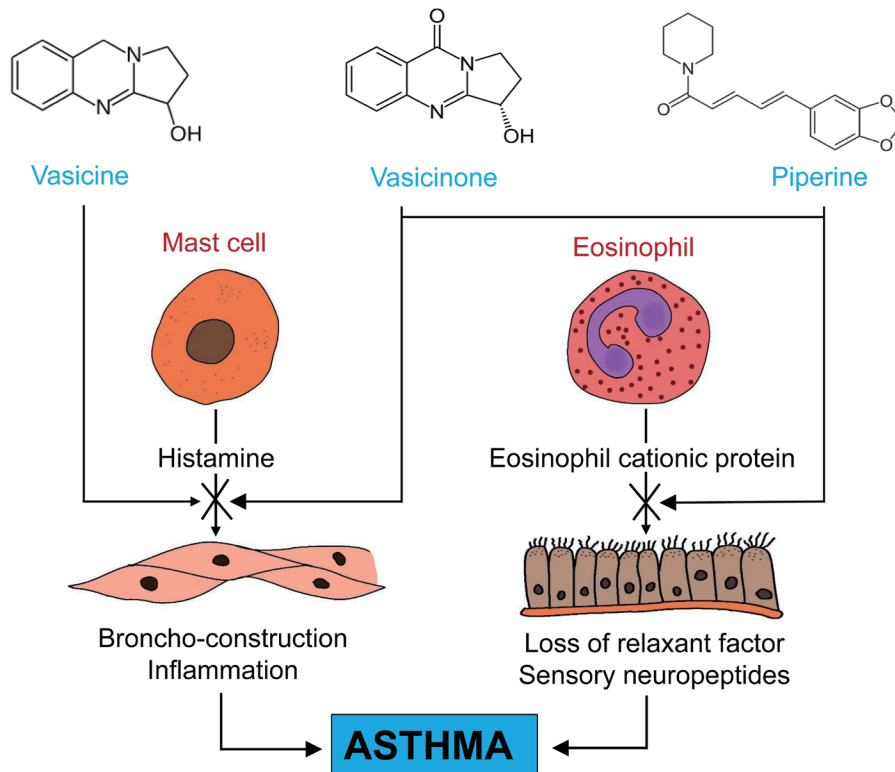 O
N
N
OH
O
N
N
OH
N
O
O
O
Vasicine
Vasicinone
Piperine
Mast cell
Eosinophil
Histamine
Eosinophil cationic protein
Broncho-construction
Inflammation
Loss of relaxant factor
Sensory neuropeptides
ASTHMA